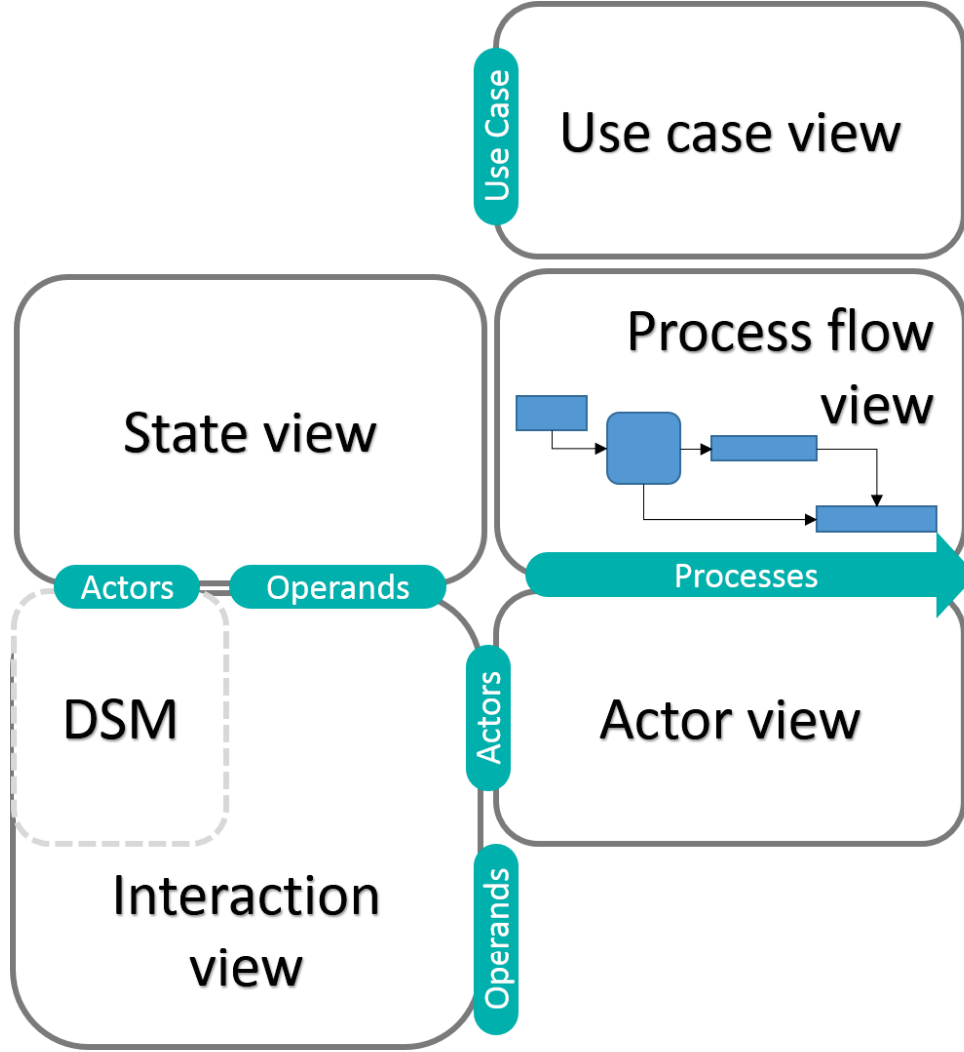 Use Case
Use case view
Process flow
view
State view
Processes
Actors
Operands
DSM
Actors
Actor view
Interaction
view
Operands